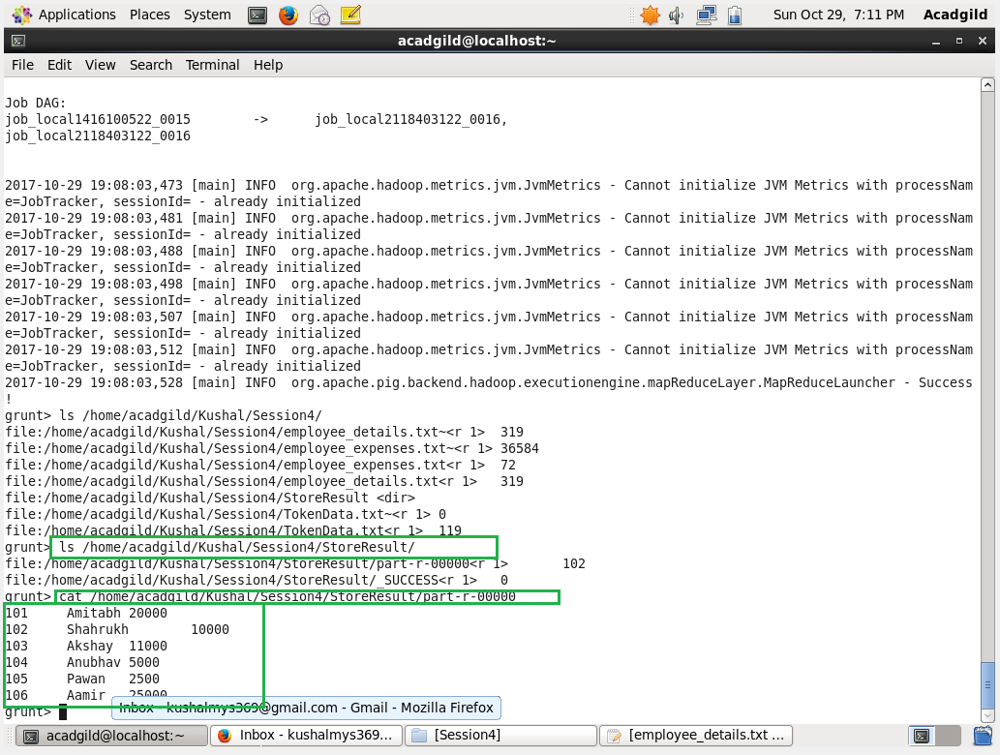 Applications Places System Sun Oct 29, 7:11 PM Acadgild
acadgild@localhost:~
File Edit View Search Terminal Help
Job DAG:
job_local1416100522_0015 -> job_local2118403122_0016,
job_local2118403122_0016
2017-10-29 19:08:03,473 [main] INFO org.apache.hadoop.metrics.jvm.JvmMetrics - Cannot initialize JVM Metrics with processNam
e=JobTracker, sessionId= - already initialized
2017-10-29 19:08:03,481 [main] INFO org.apache.hadoop.metrics.jvm.JvmMetrics - Cannot initialize JVM Metrics with processNam
e=JobTracker, sessionId= - already initialized
2017-10-29 19:08:03,488 [main] INFO org.apache.hadoop.metrics.jvm.JvmMetrics - Cannot initialize JVM Metrics with processNam
e=JobTracker, sessionId= - already initialized
2017-10-29 19:08:03,498 [main] INFO org.apache.hadoop.metrics.jvm.JvmMetrics - Cannot initialize JVM Metrics with processNam
e=JobTracker, sessionId= - already initialized
2017-10-29 19:08:03,507 [main] INFO org.apache.hadoop.metrics.jvm.JvmMetrics - Cannot initialize JVM Metrics with processNam
e=JobTracker, sessionId= - already initialized
2017-10-29 19:08:03,512 [main] INFO org.apache.hadoop.metrics.jvm.JvmMetrics - Cannot initialize JVM Metrics with processNam
e=JobTracker, sessionId= - already initialized
2017-10-29 19:08:03,528 [main] INFO org.apache.pig.backend.hadoop.executionengine.mapReduceLayer.MapReduceLauncher - Success
!
grunt> ls /home/acadgild/Kushal/Session4/
file:/home/acadgild/Kushal/Session4/employee_details.txt~<r 1> 319
file:/home/acadgild/Kushal/Session4/employee_expenses.txt~<r 1> 36584
file:/home/acadgild/Kushal/Session4/employee_expenses.txt<r 1> 72
file:/home/acadgild/Kushal/Session4/employee_details.txt<r 1> 319
file:/home/acadgild/Kushal/Session4/StoreResult <dir>
file:/home/acadgild/Kushal/Session4/TokenData.txt~<r 1> 0
file:/home/acadgild/Kushal/Session4/TokenData.txt<r 1> 119
grunt> ls /home/acadgild/Kushal/Session4/StoreResult/
file:/home/acadgild/Kushal/Session4/StoreResult/part-r-00000<r 1> 102
file:/home/acadgild/Kushal/Session4/StoreResult/_SUCCESS<r 1> 0
grunt> cat /home/acadgild/Kushal/Session4/StoreResult/part-r-00000
101 Amitabh 20000
102 Shahrukh 10000
103 Akshay 11000
104 Anubhav 5000
105 Pawan 2500
106 Aamir 25000
grunt>
Inbox - kushalmys369@gmail.com - Gmail - Mozilla Firefox
acadgild@localhost:~ Inbox - kushalmys369... [Session4] [employee_details.txt ...